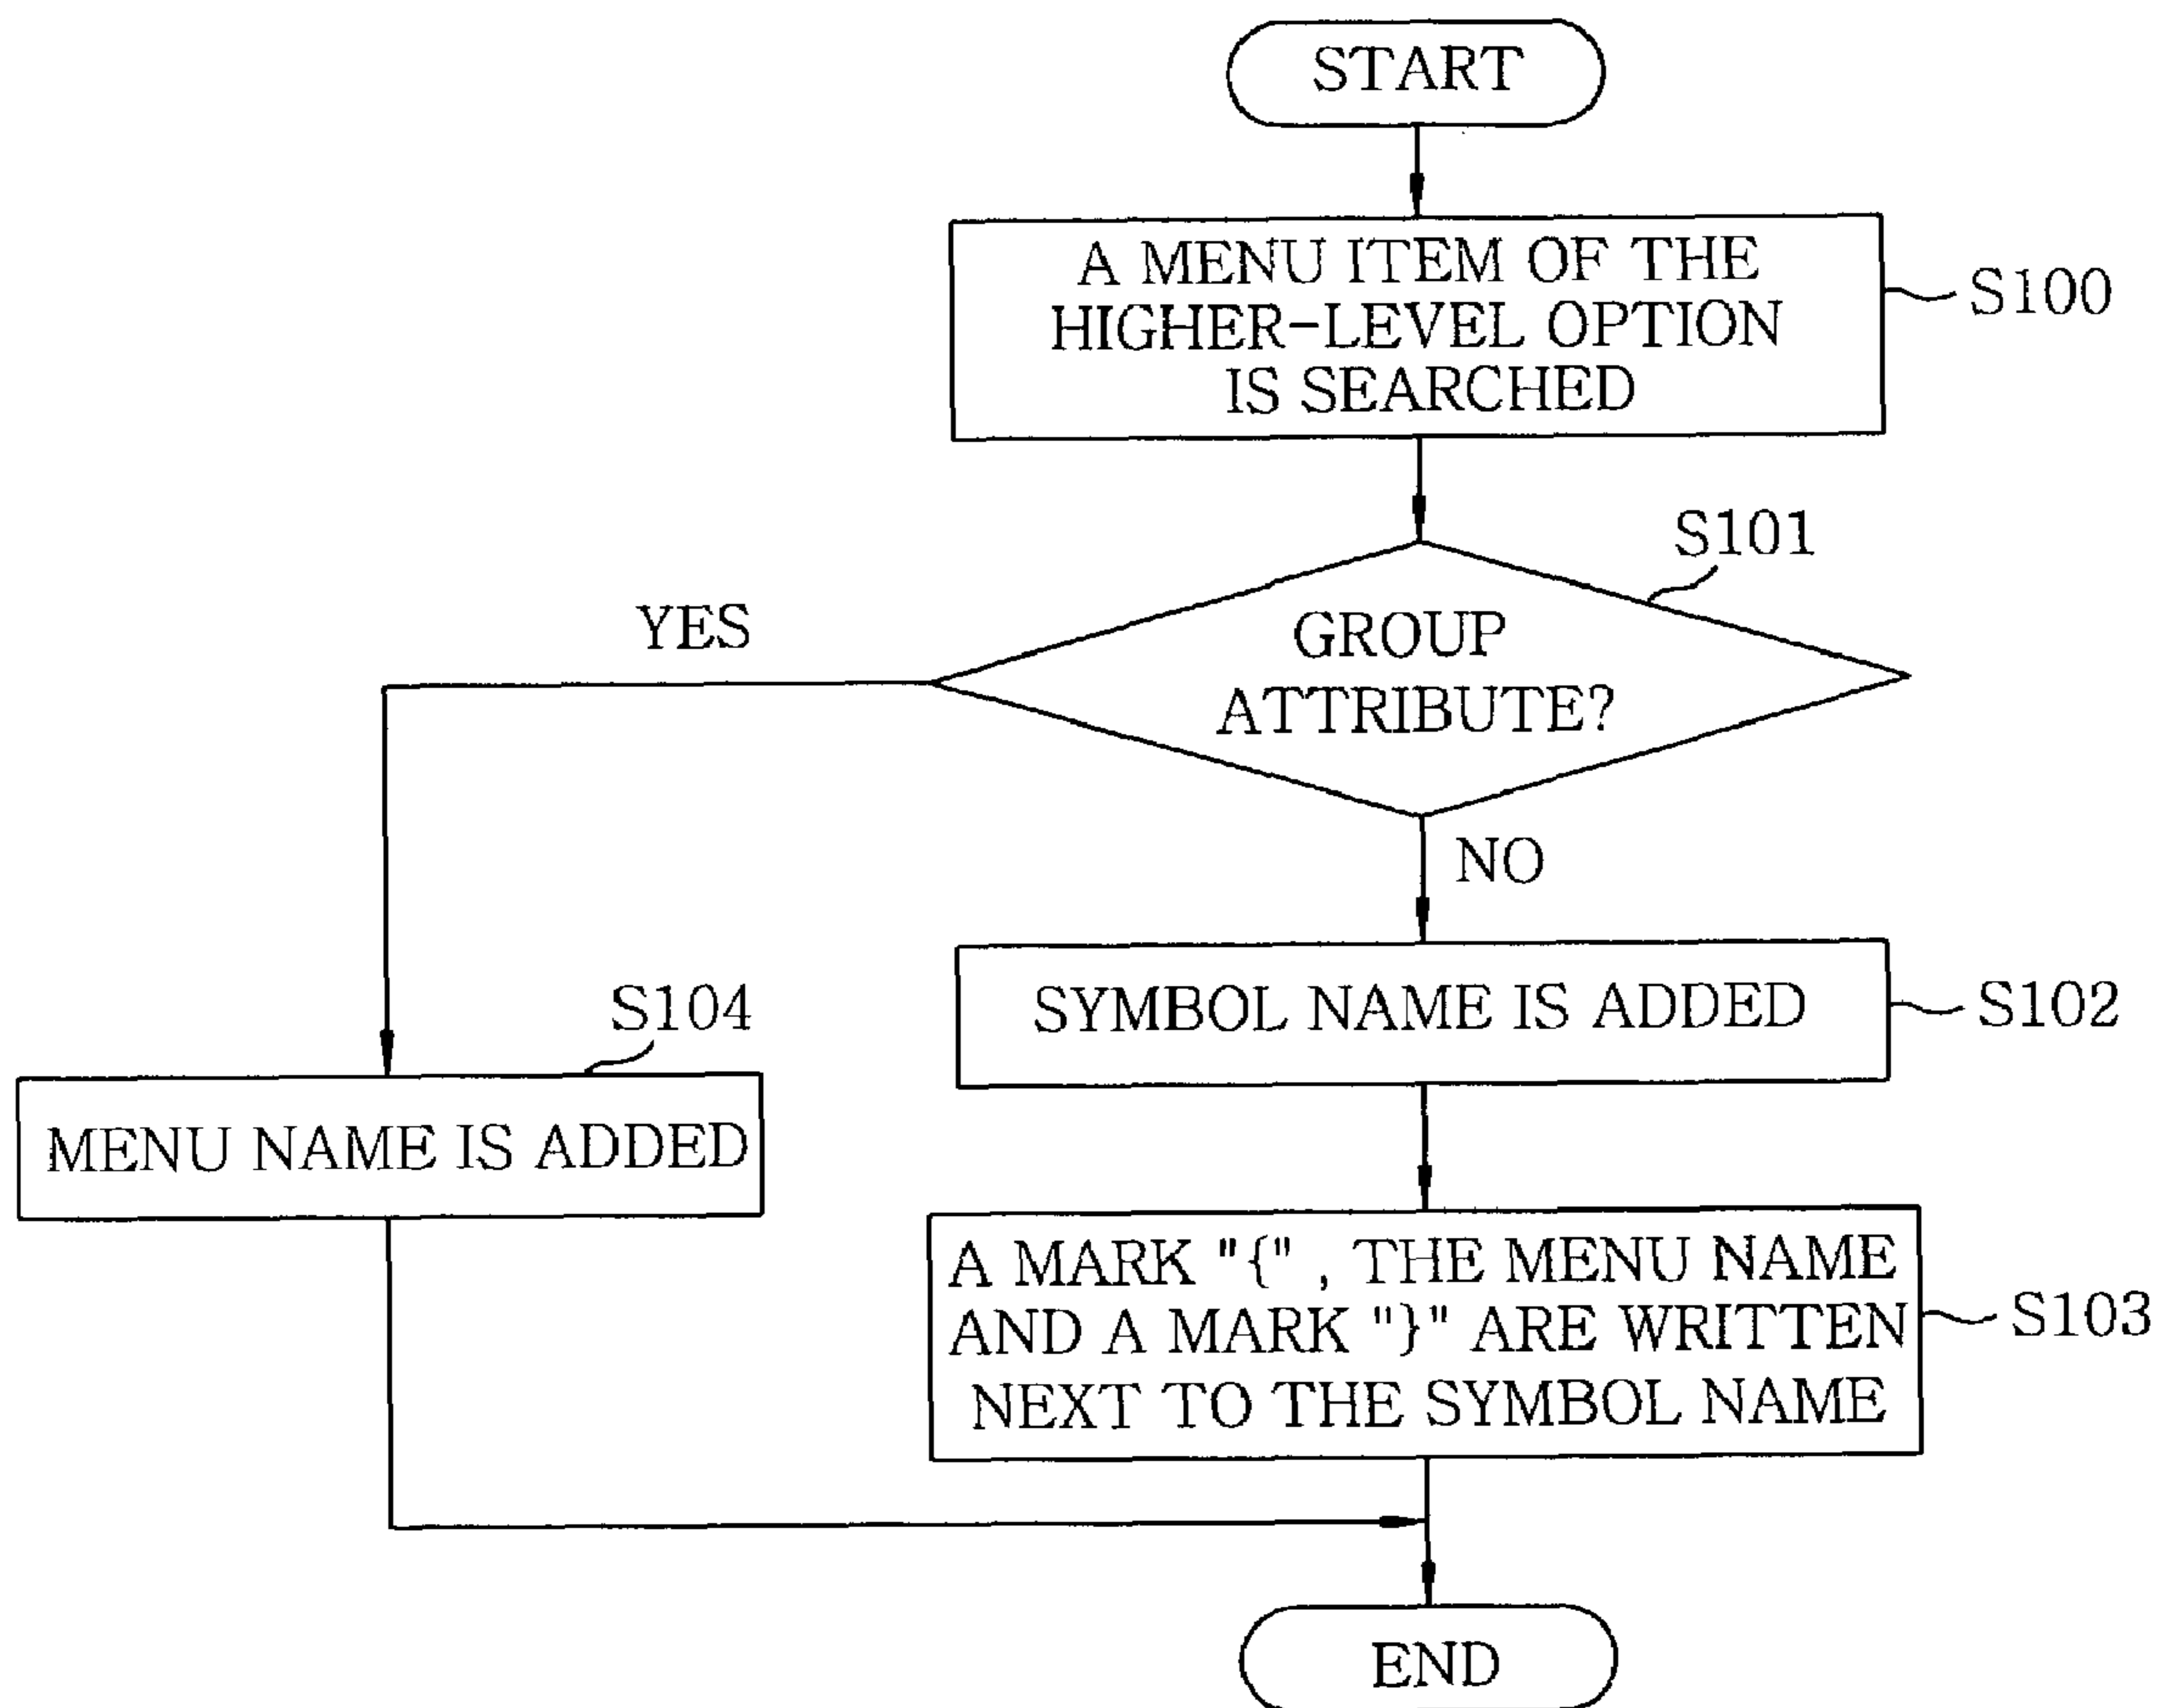 START
A MENU ITEM OF THE
HIGHER-LEVEL OPTION
IS SEARCHED
S100
S101
GROUP
ATTRIBUTE?
YES
NO
SYMBOL NAME IS ADDED
S102
S104
MENU NAME IS ADDED
A MARK "{" , THE MENU NAME
AND A MARK "}" ARE WRITTEN
NEXT TO THE SYMBOL NAME
S103
END